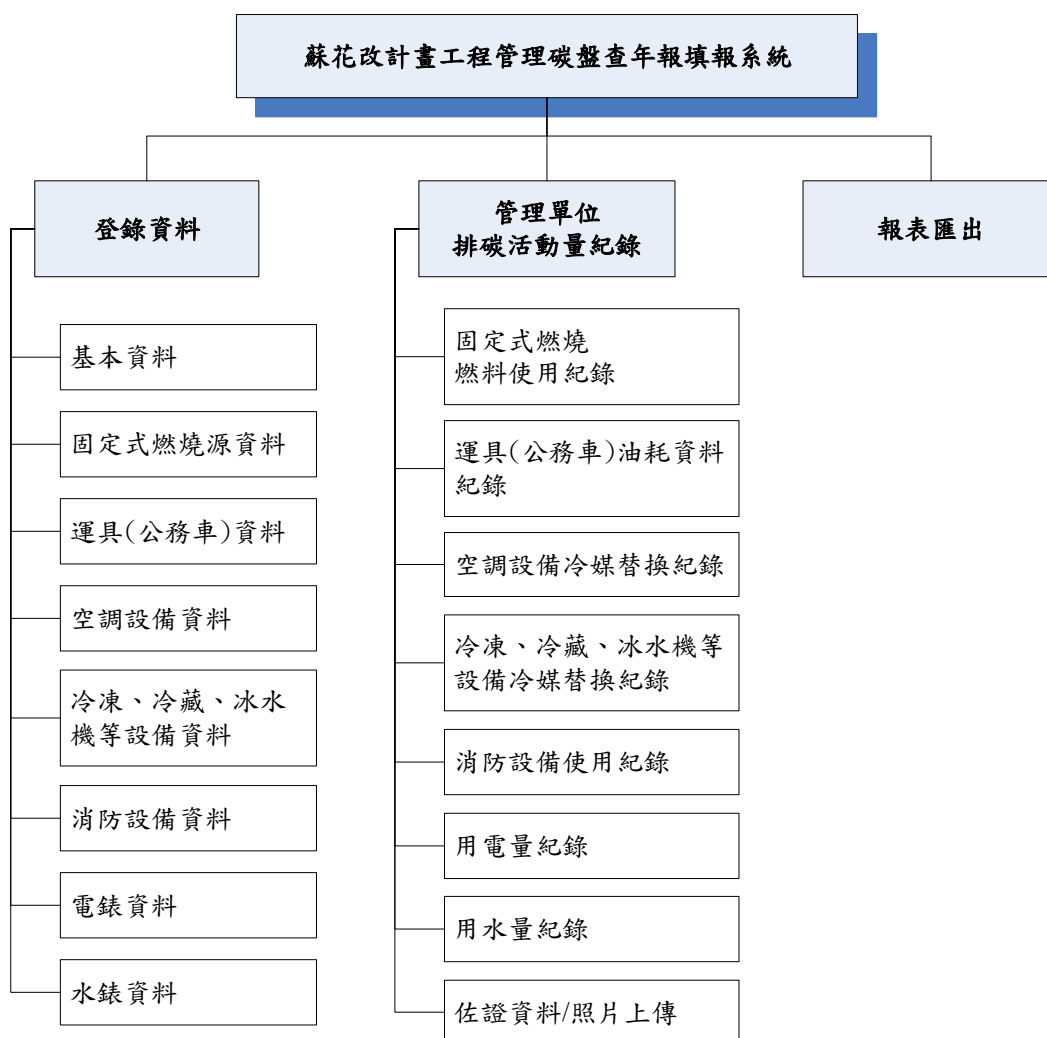 蘇花改計畫工程管理碳盤查年報填報系統
登錄資料
基本資料
固定式燃燒源資料
運具(公務車)資料
空調設備資料
冷凍、冷藏、冰水
機等設備資料
消防設備資料
電錶資料
水錶資料
管理單位
排碳活動量紀錄
固定式燃燒
燃料使用紀錄
運具(公務車)油耗資料
紀錄
空調設備冷媒替換紀錄
冷凍、冷藏、冰水機等
設備冷媒替換紀錄
消防設備使用紀錄
用電量紀錄
用水量紀錄
佐證資料/照片上傳
報表匯出